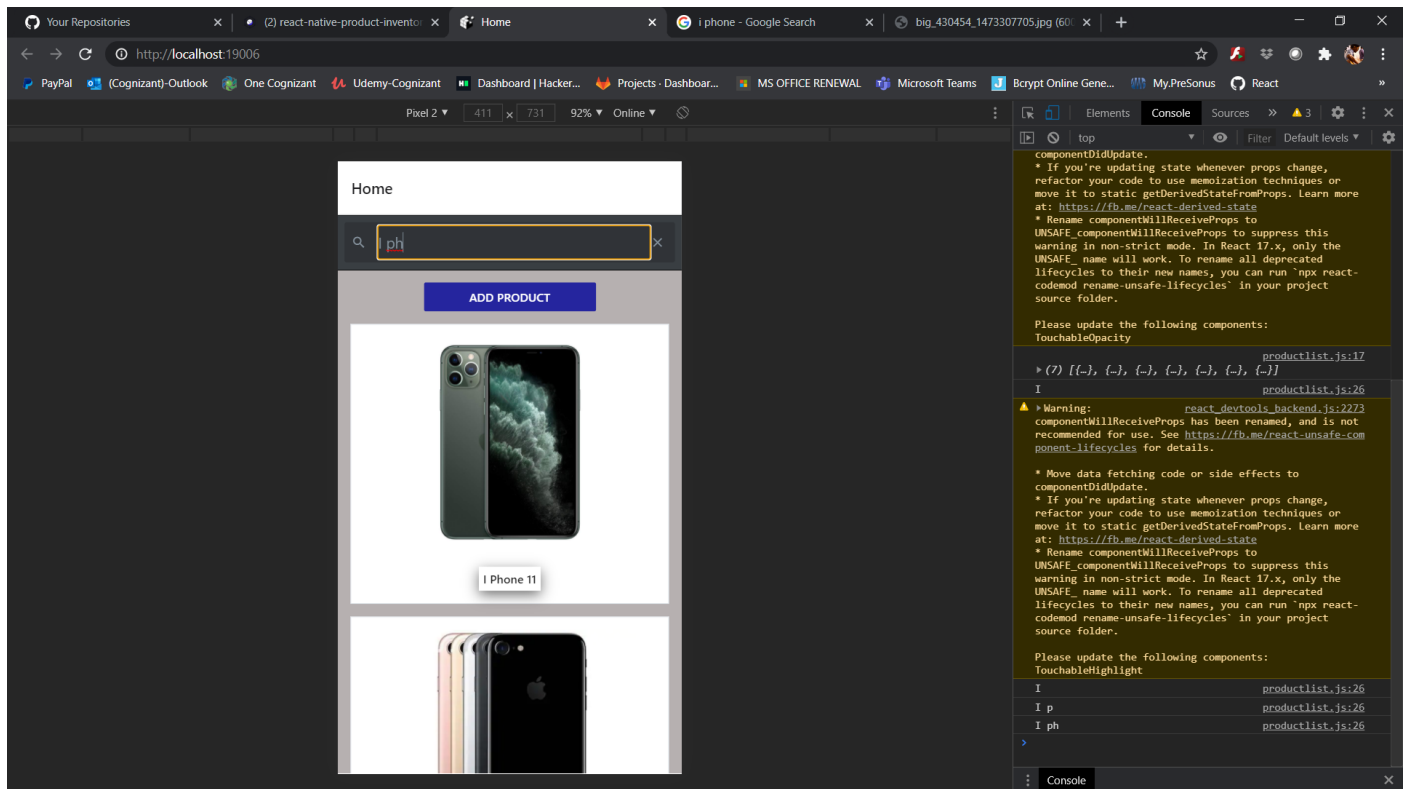 Your Repositories
(2) react-native-product-inventor
Home
i phone - Google Search
big_430454_1473307705.jpg (600
http://localhost:19006
PayPal
(Cognizant)-Outlook
One Cognizant
Udemy-Cognizant
Dashboard | Hacker...
Projects · Dashboar...
MS OFFICE RENEWAL
Microsoft Teams
Bcrypt Online Gene...
My.PreSonus
React
»
Pixel 2 ▼ 411 x 731 92% ▼ Online ▼
Elements Console Sources » 3
top Filter Default levels ▼
Home
I ph
ADD PRODUCT
I Phone 11
componentDidUpdate.
* If you're updating state whenever props change,
refactor your code to use memoization techniques or
move it to static getDerivedStateFromProps. Learn more
at: https://fb.me/react-derived-state
* Rename componentWillReceiveProps to
UNSAFE_componentWillReceiveProps to suppress this
warning in non-strict mode. In React 17.x, only the
UNSAFE_ name will work. To rename all deprecated
lifecycles to their new names, you can run `npx react-
codemod rename-unsafe-lifecycles` in your project
source folder.
Please update the following components:
TouchableOpacity
productlist.js:17
(7) [{…}, {…}, {…}, {…}, {…}, {…}, {…}]
I productlist.js:26
Warning: react_devtools_backend.js:2273
componentWillReceiveProps has been renamed, and is not
recommended for use. See https://fb.me/react-unsafe-com
ponent-lifecycles for details.
* Move data fetching code or side effects to
componentDidUpdate.
* If you're updating state whenever props change,
refactor your code to use memoization techniques or
move it to static getDerivedStateFromProps. Learn more
at: https://fb.me/react-derived-state
* Rename componentWillReceiveProps to
UNSAFE_componentWillReceiveProps to suppress this
warning in non-strict mode. In React 17.x, only the
UNSAFE_ name will work. To rename all deprecated
lifecycles to their new names, you can run `npx react-
codemod rename-unsafe-lifecycles` in your project
source folder.
Please update the following components:
TouchableHighlight
I productlist.js:26
I p productlist.js:26
I ph productlist.js:26
Console